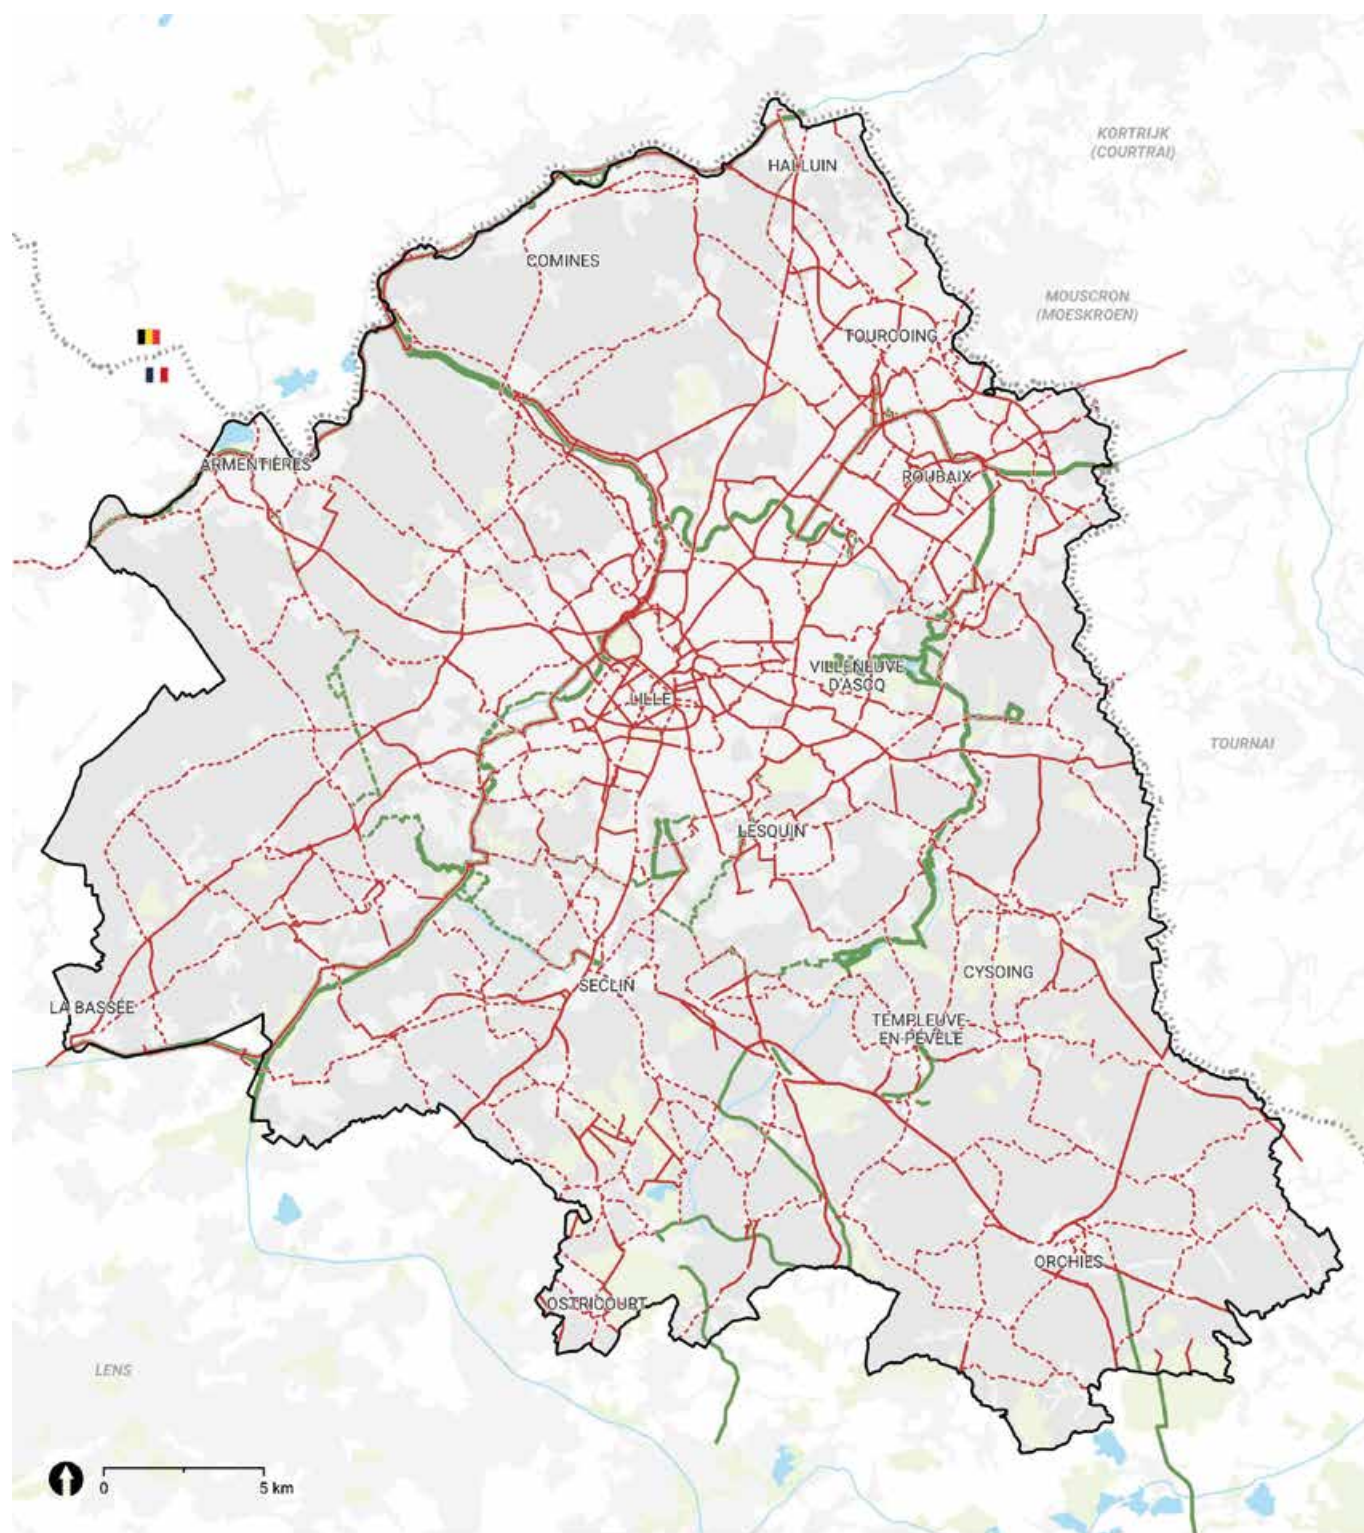 KORTRIJK
(COURTRAI)
HALLUIN
COMINES
MOUSCRON
(MOESKROEN)
TOURCOING
ARMENTIÈRES
ROUBAIX
VILLENEUVE
D'ASCQ
LILLE
TOURNAI
LESQUIN
CYSOING
SECLIN
LA BASSÉE
TEMPLEUVE-
EN-PÉVÈLE
ORCHIES
OSTRICOURT
LENS
0 5 km